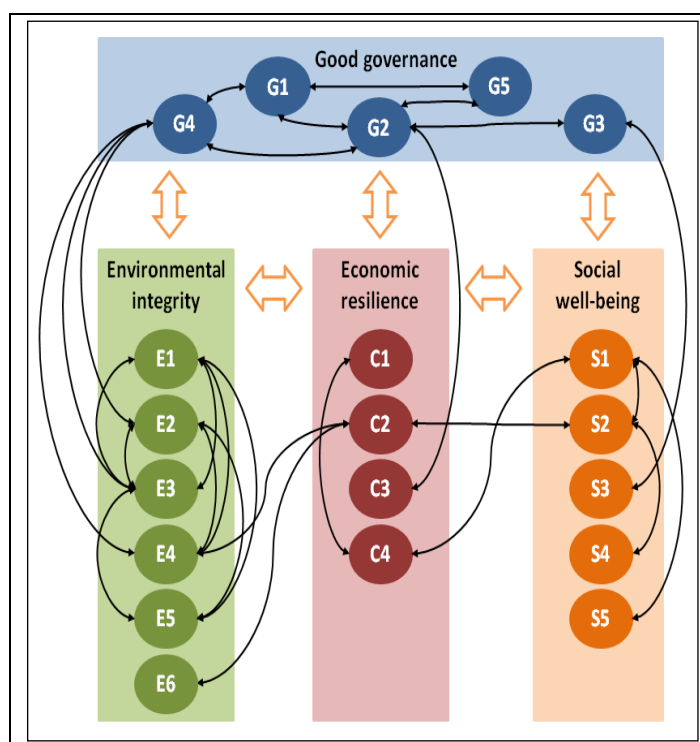 Good governance
G1
G5
G4
G2
G3
Environmental
integrity
Economic
resilience
Social
well-being
E1
C1
S1
E2
C2
S2
E3
C3
S3
E4
C4
S4
E5
S5
E6